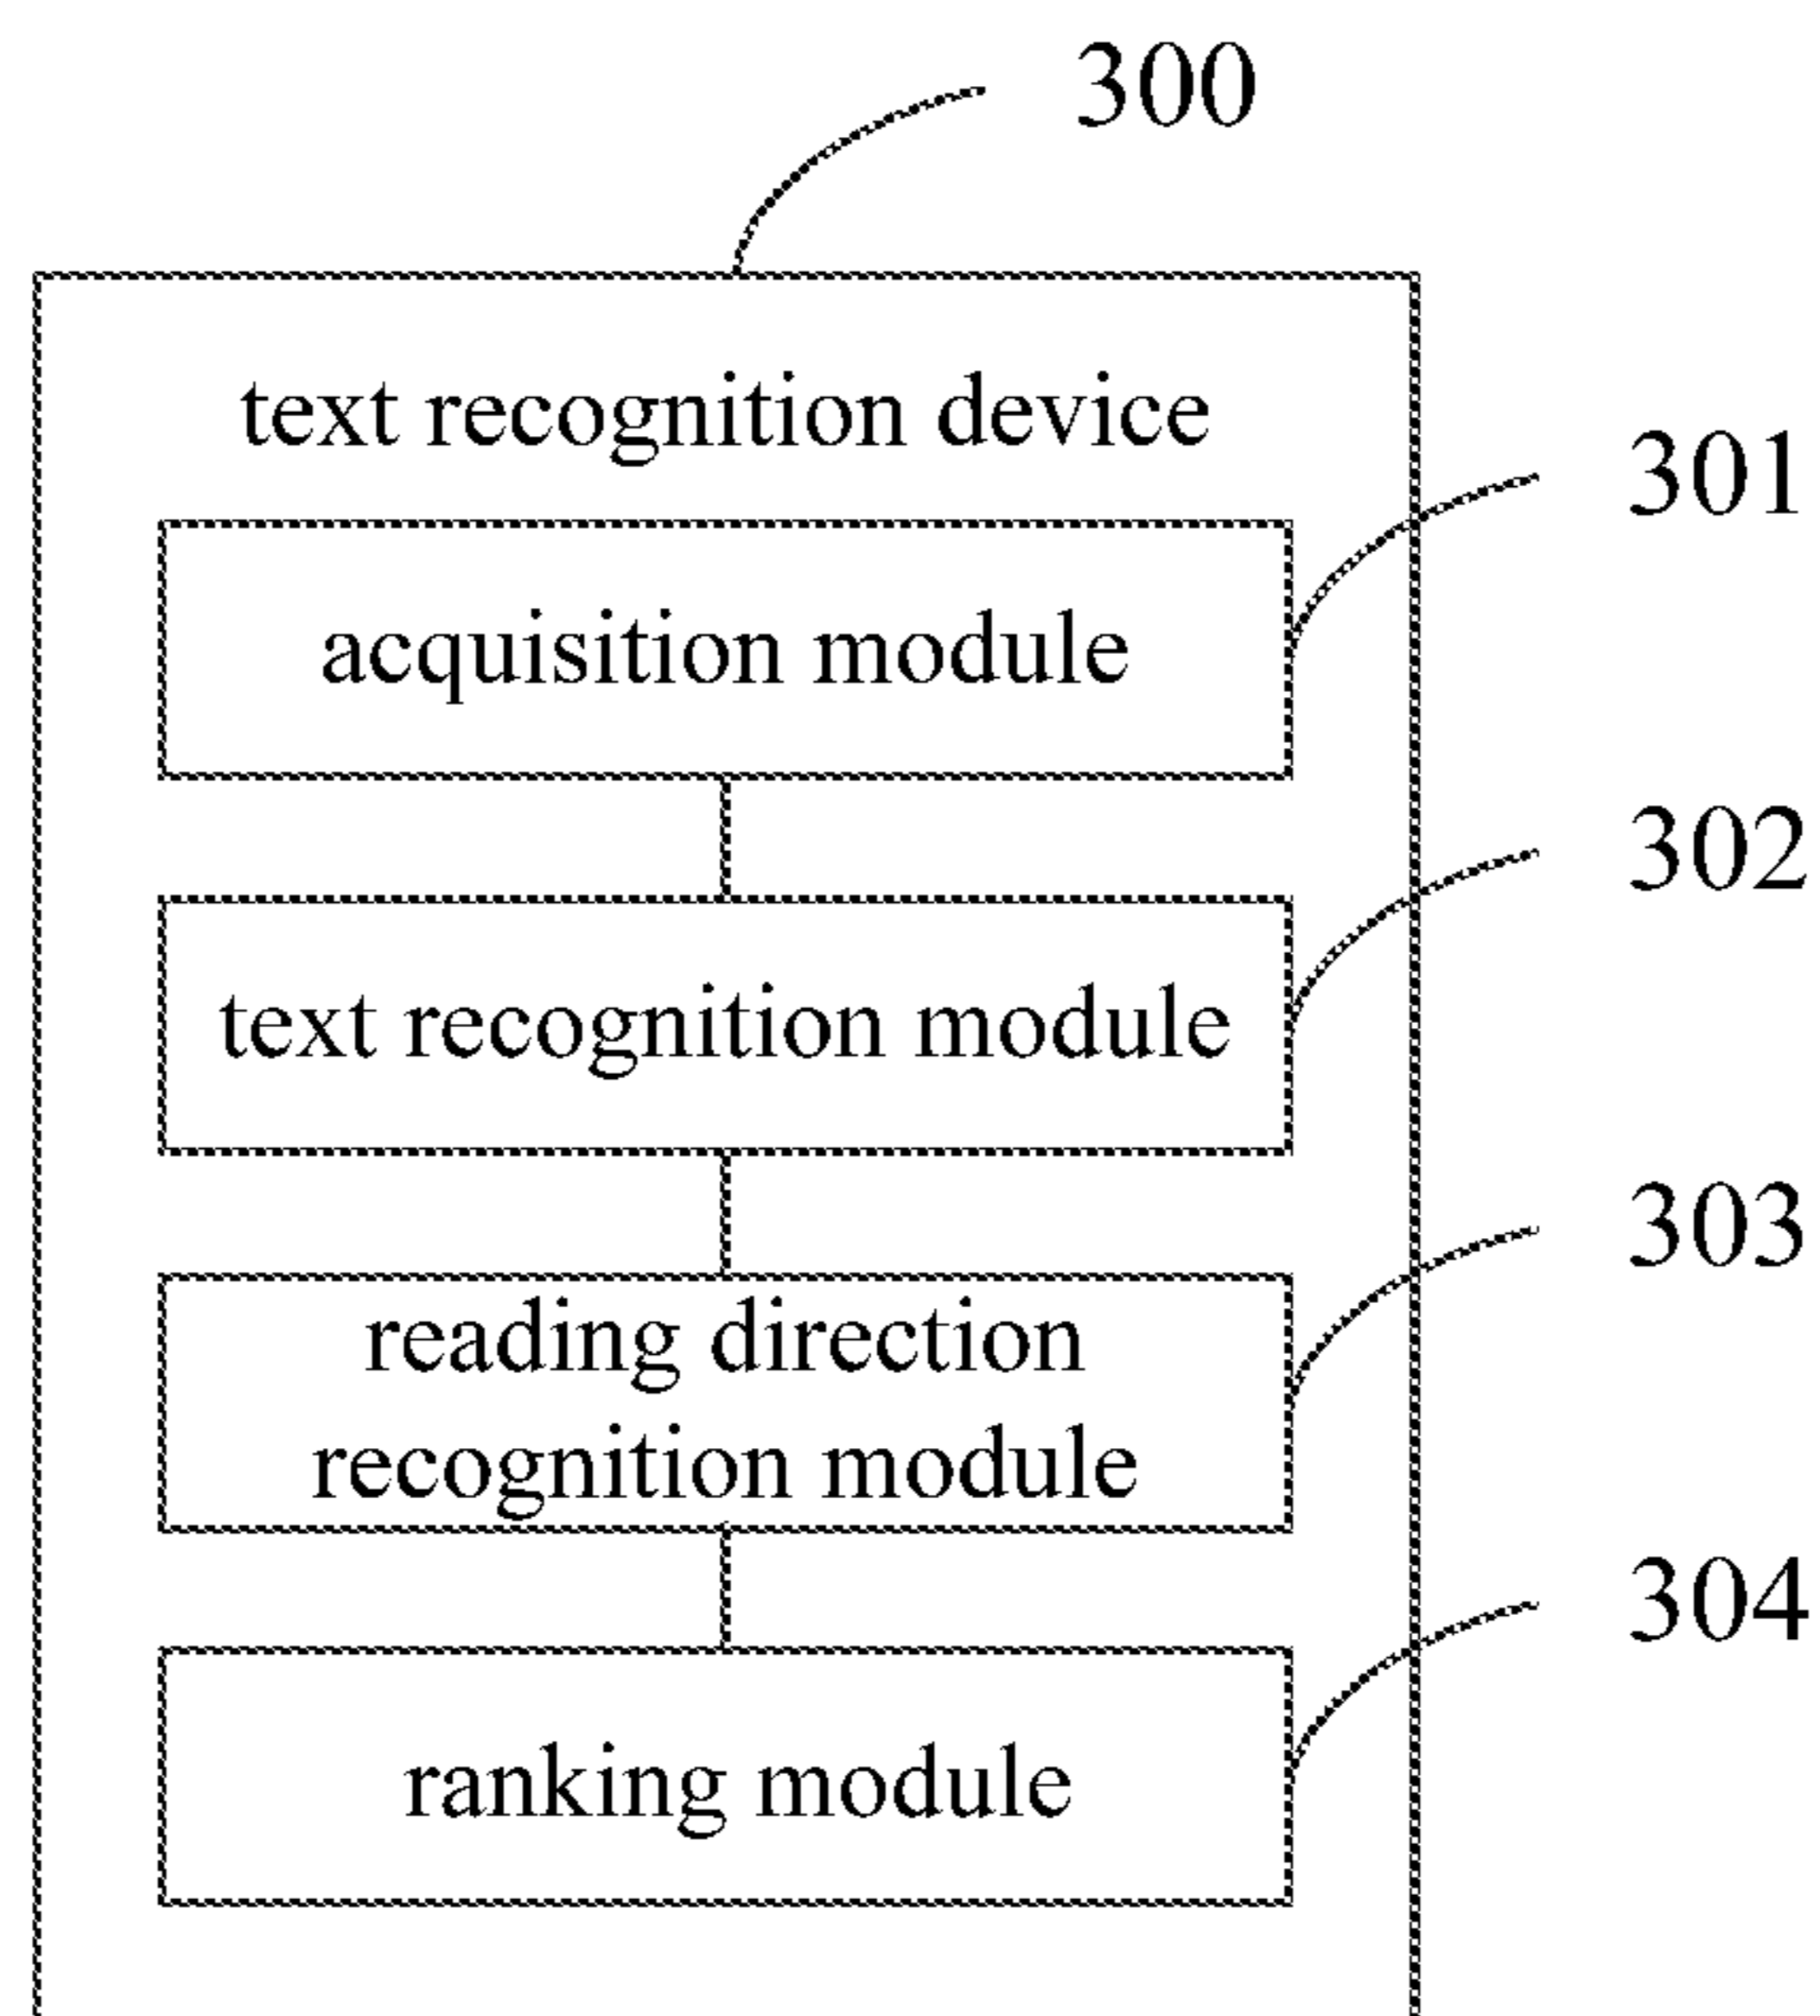 300
text recognition device
301
acquisition module
302
text recognition module
303
reading direction
recognition module
304
ranking module